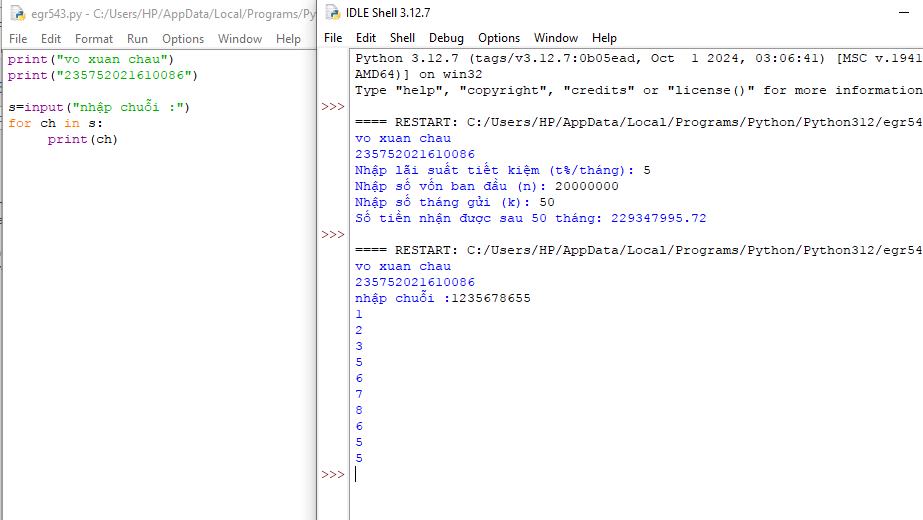 egr543.py - C:/Users/HP/AppData/Local/Programs/Py
File Edit Format Run Options Window Help
print("vo xuan chau")
print("235752021610086")
s=input("nhập chuỗi :")
for ch in s:
print(ch)
IDLE Shell 3.12.7
File Edit Shell Debug Options Window Help
Python 3.12.7 (tags/v3.12.7:0b05ead, Oct 1 2024, 03:06:41) [MSC v.1941
AMD64)] on win32
Type "help", "copyright", "credits" or "license()" for more information
>>>
==== RESTART: C:/Users/HP/AppData/Local/Programs/Python/Python312/egr54
vo xuan chau
235752021610086
Nhập lãi suất tiết kiệm (t%/tháng): 5
Nhập số vốn ban đầu (n): 20000000
Nhập số tháng gửi (k): 50
Số tiền nhận được sau 50 tháng: 229347995.72
>>>
==== RESTART: C:/Users/HP/AppData/Local/Programs/Python/Python312/egr54
vo xuan chau
235752021610086
nhập chuỗi :1235678655
1
2
3
5
6
7
8
6
5
5
>>>